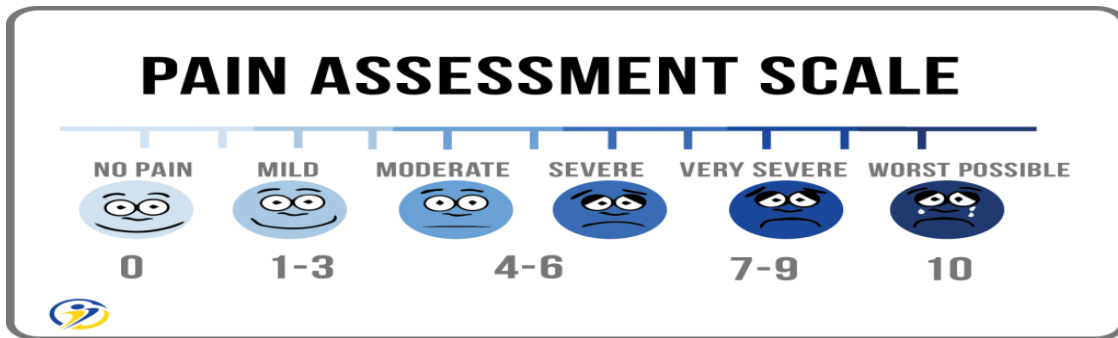 PAIN ASSESSMENT SCALE
NO PAIN MILD MODERATE SEVERE VERY SEVERE WORST POSSIBLE
0 1-3 4-6 7-9 10